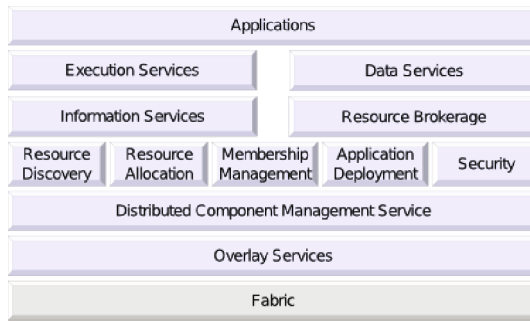 Applications
Execution Services
Data Services
Information Services
Resource Brokerage
Resource Discovery
Resource Allocation
Membership Management
Application Deployment
Security
Distributed Component Management Service
Overlay Services
Fabric